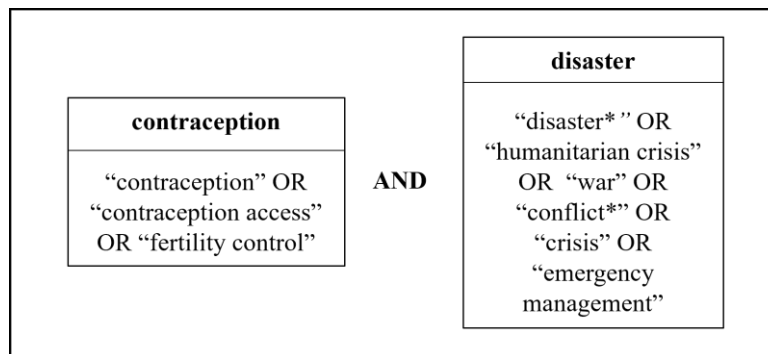 contraception
“contraception” OR
“contraception access”
OR “fertility control”
AND
disaster
“disaster*” OR
“humanitarian crisis”
OR “war” OR
“conflict*” OR
“crisis” OR
“emergency
management”